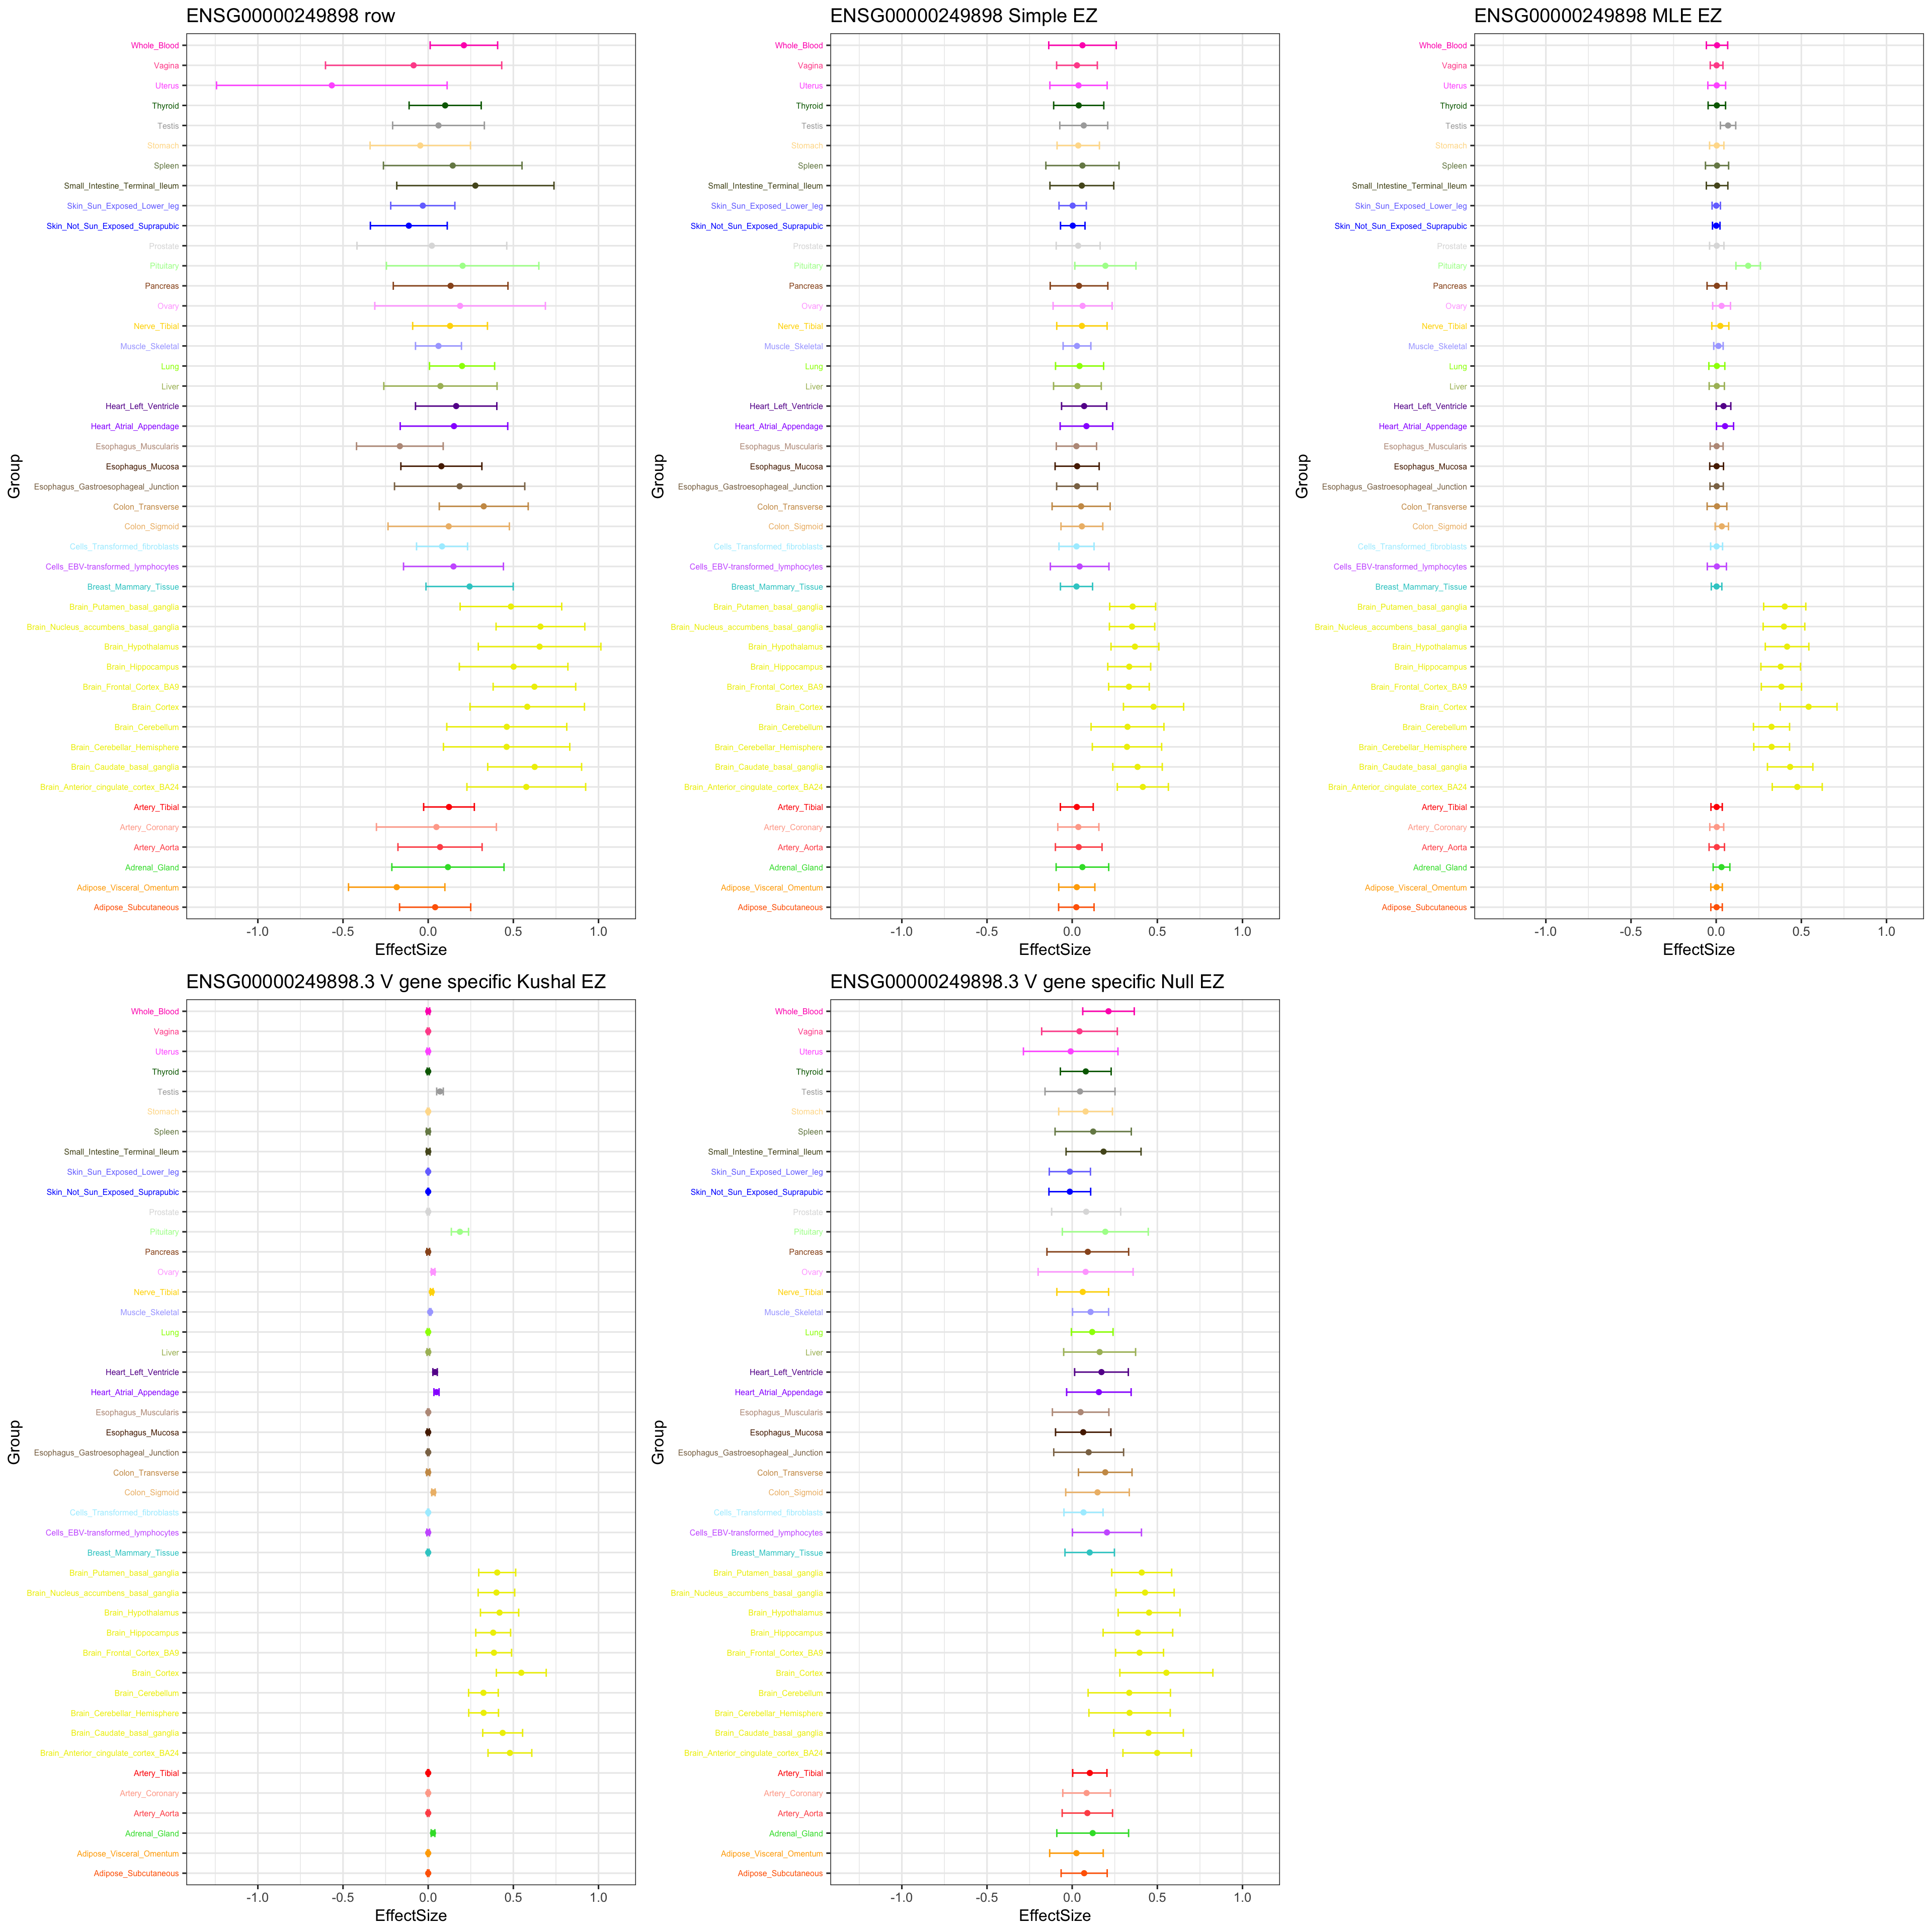 ENSG00000249898 row
Whole_Blood
Vagina
Uterus
Thyroid
Testis
Stomach
Spleen
Small_Intestine_Terminal_Ileum
Skin_Sun_Exposed_Lower_leg
Skin_Not_Sun_Exposed_Suprapubic
Prostate
Pituitary
Pancreas
Ovary
Nerve_Tibial
Muscle_Skeletal
Lung
Liver
Heart_Left_Ventricle
Heart_Atrial_Appendage
Esophagus_Muscularis
Esophagus_Mucosa
Esophagus_Gastroesophageal_Junction
Colon_Transverse
Colon_Sigmoid
Cells_Transformed_fibroblasts
Cells_EBV-transformed_lymphocytes
Breast_Mammary_Tissue
Brain_Putamen_basal_ganglia
Brain_Nucleus_accumbens_basal_ganglia
Brain_Hypothalamus
Brain_Hippocampus
Brain_Frontal_Cortex_BA9
Brain_Cortex
Brain_Cerebellum
Brain_Cerebellar_Hemisphere
Brain_Caudate_basal_ganglia
Brain_Anterior_cingulate_cortex_BA24
Artery_Tibial
Artery_Coronary
Artery_Aorta
Adrenal_Gland
Adipose_Visceral_Omentum
Adipose_Subcutaneous
Group
-1.0 -0.5 0.0 0.5 1.0
EffectSize
ENSG00000249898 Simple EZ
Whole_Blood
Vagina
Uterus
Thyroid
Testis
Stomach
Spleen
Small_Intestine_Terminal_Ileum
Skin_Sun_Exposed_Lower_leg
Skin_Not_Sun_Exposed_Suprapubic
Prostate
Pituitary
Pancreas
Ovary
Nerve_Tibial
Muscle_Skeletal
Lung
Liver
Heart_Left_Ventricle
Heart_Atrial_Appendage
Esophagus_Muscularis
Esophagus_Mucosa
Esophagus_Gastroesophageal_Junction
Colon_Transverse
Colon_Sigmoid
Cells_Transformed_fibroblasts
Cells_EBV-transformed_lymphocytes
Breast_Mammary_Tissue
Brain_Putamen_basal_ganglia
Brain_Nucleus_accumbens_basal_ganglia
Brain_Hypothalamus
Brain_Hippocampus
Brain_Frontal_Cortex_BA9
Brain_Cortex
Brain_Cerebellum
Brain_Cerebellar_Hemisphere
Brain_Caudate_basal_ganglia
Brain_Anterior_cingulate_cortex_BA24
Artery_Tibial
Artery_Coronary
Artery_Aorta
Adrenal_Gland
Adipose_Visceral_Omentum
Adipose_Subcutaneous
Group
-1.0 -0.5 0.0 0.5 1.0
EffectSize
ENSG00000249898 MLE EZ
Whole_Blood
Vagina
Uterus
Thyroid
Testis
Stomach
Spleen
Small_Intestine_Terminal_Ileum
Skin_Sun_Exposed_Lower_leg
Skin_Not_Sun_Exposed_Suprapubic
Prostate
Pituitary
Pancreas
Ovary
Nerve_Tibial
Muscle_Skeletal
Lung
Liver
Heart_Left_Ventricle
Heart_Atrial_Appendage
Esophagus_Muscularis
Esophagus_Mucosa
Esophagus_Gastroesophageal_Junction
Colon_Transverse
Colon_Sigmoid
Cells_Transformed_fibroblasts
Cells_EBV-transformed_lymphocytes
Breast_Mammary_Tissue
Brain_Putamen_basal_ganglia
Brain_Nucleus_accumbens_basal_ganglia
Brain_Hypothalamus
Brain_Hippocampus
Brain_Frontal_Cortex_BA9
Brain_Cortex
Brain_Cerebellum
Brain_Cerebellar_Hemisphere
Brain_Caudate_basal_ganglia
Brain_Anterior_cingulate_cortex_BA24
Artery_Tibial
Artery_Coronary
Artery_Aorta
Adrenal_Gland
Adipose_Visceral_Omentum
Adipose_Subcutaneous
Group
-1.0 -0.5 0.0 0.5 1.0
EffectSize
ENSG00000249898.3 V gene specific Kushal EZ
Whole_Blood
Vagina
Uterus
Thyroid
Testis
Stomach
Spleen
Small_Intestine_Terminal_Ileum
Skin_Sun_Exposed_Lower_leg
Skin_Not_Sun_Exposed_Suprapubic
Prostate
Pituitary
Pancreas
Ovary
Nerve_Tibial
Muscle_Skeletal
Lung
Liver
Heart_Left_Ventricle
Heart_Atrial_Appendage
Esophagus_Muscularis
Esophagus_Mucosa
Esophagus_Gastroesophageal_Junction
Colon_Transverse
Colon_Sigmoid
Cells_Transformed_fibroblasts
Cells_EBV-transformed_lymphocytes
Breast_Mammary_Tissue
Brain_Putamen_basal_ganglia
Brain_Nucleus_accumbens_basal_ganglia
Brain_Hypothalamus
Brain_Hippocampus
Brain_Frontal_Cortex_BA9
Brain_Cortex
Brain_Cerebellum
Brain_Cerebellar_Hemisphere
Brain_Caudate_basal_ganglia
Brain_Anterior_cingulate_cortex_BA24
Artery_Tibial
Artery_Coronary
Artery_Aorta
Adrenal_Gland
Adipose_Visceral_Omentum
Adipose_Subcutaneous
Group
-1.0 -0.5 0.0 0.5 1.0
EffectSize
ENSG00000249898.3 V gene specific Null EZ
Whole_Blood
Vagina
Uterus
Thyroid
Testis
Stomach
Spleen
Small_Intestine_Terminal_Ileum
Skin_Sun_Exposed_Lower_leg
Skin_Not_Sun_Exposed_Suprapubic
Prostate
Pituitary
Pancreas
Ovary
Nerve_Tibial
Muscle_Skeletal
Lung
Liver
Heart_Left_Ventricle
Heart_Atrial_Appendage
Esophagus_Muscularis
Esophagus_Mucosa
Esophagus_Gastroesophageal_Junction
Colon_Transverse
Colon_Sigmoid
Cells_Transformed_fibroblasts
Cells_EBV-transformed_lymphocytes
Breast_Mammary_Tissue
Brain_Putamen_basal_ganglia
Brain_Nucleus_accumbens_basal_ganglia
Brain_Hypothalamus
Brain_Hippocampus
Brain_Frontal_Cortex_BA9
Brain_Cortex
Brain_Cerebellum
Brain_Cerebellar_Hemisphere
Brain_Caudate_basal_ganglia
Brain_Anterior_cingulate_cortex_BA24
Artery_Tibial
Artery_Coronary
Artery_Aorta
Adrenal_Gland
Adipose_Visceral_Omentum
Adipose_Subcutaneous
Group
-1.0 -0.5 0.0 0.5 1.0
EffectSize